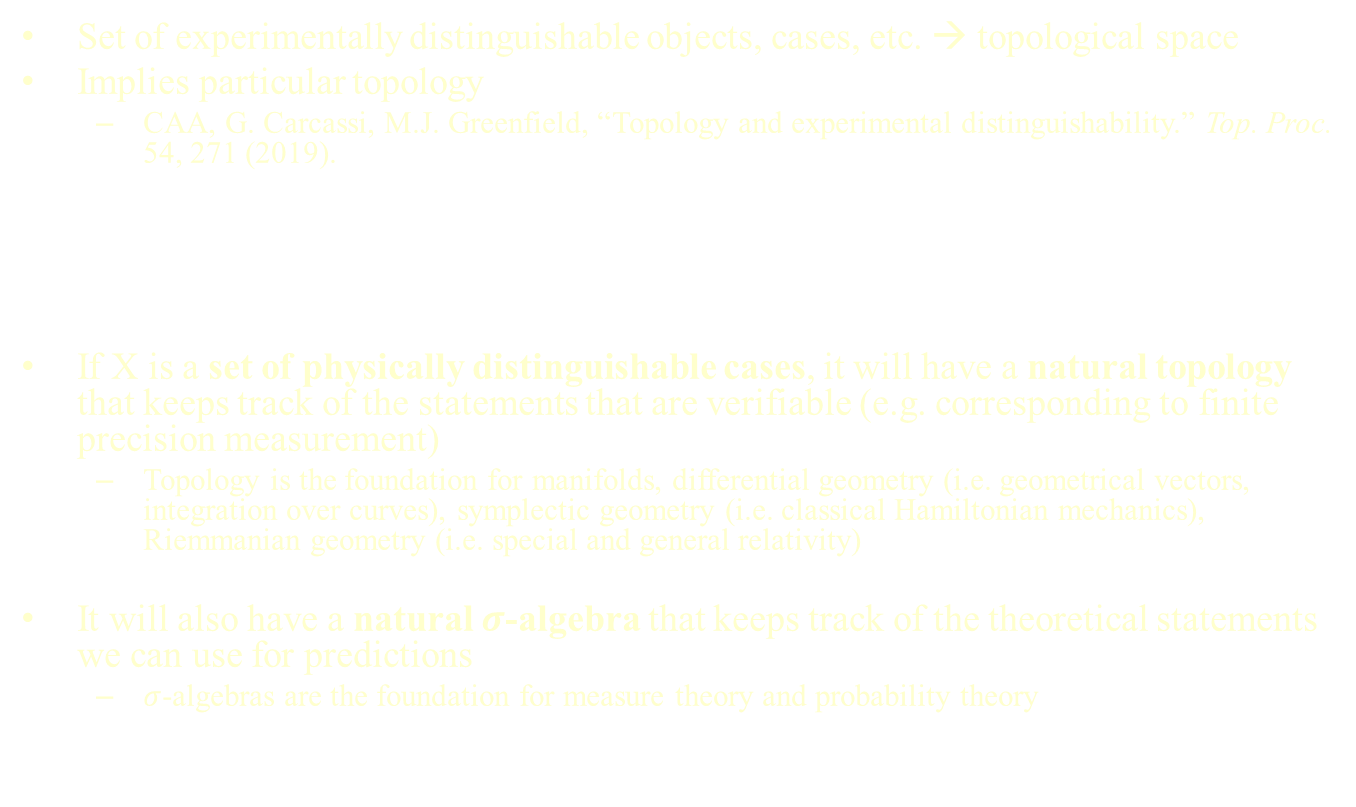 • Set of experimentally distinguishable objects, cases, etc. → topological space
• Implies particular topology
– CAA, G. Carcassi, M.J. Greenfield, “Topology and experimental distinguishability,” Top. Proc.
54, 271 (2019).
• If X is a set of physically distinguishable cases, it will have a natural topology
that keeps track of the statements that are verifiable (e.g. corresponding to finite
precision measurement)
– Topology is the foundation for manifolds, differential geometry (i.e. geometrical vectors,
integration over curves), symplectic geometry (i.e. classical Hamiltonian mechanics),
Riemmanian geometry (i.e. special and general relativity)
• It will also have a natural σ-algebra that keeps track of the theoretical statements
we can use for predictions
– σ-algebras are the foundation for measure theory and probability theory